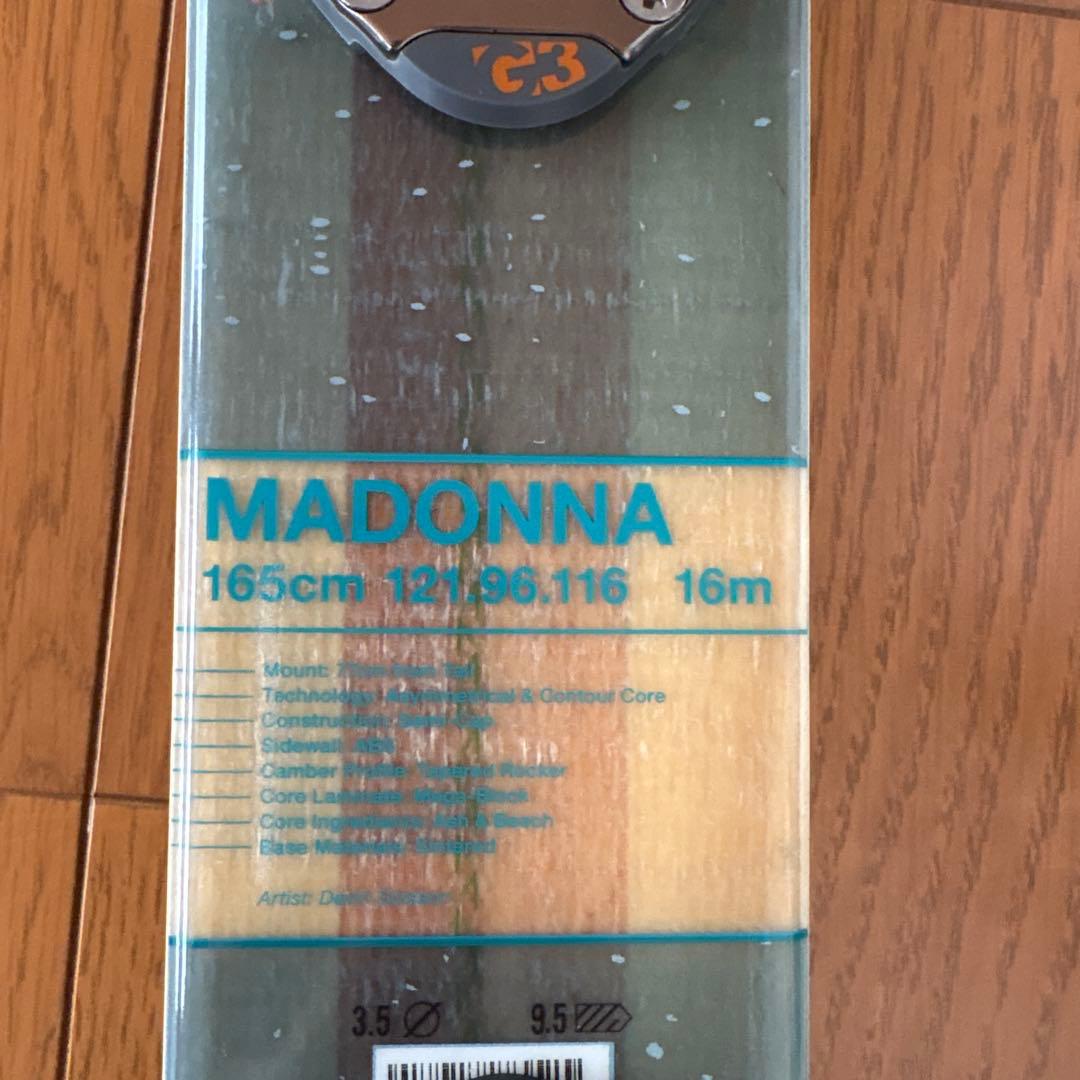 G3
MADONNA
165cm 121.96.116 16m
Mount: from Tail
Technology: Asymmetrical & Contour Core
Construction: Semi-Cap
Sidewall: ABS
Camber Profile: Tapered Rocker
Core Laminate: Mega-Block
Core Ingredients: Ash & Beech
Base Materials: Sintered
Artist:
3.5 Ø 9.5